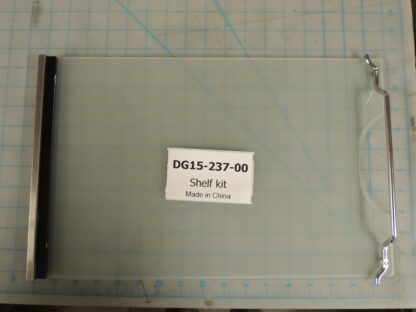 DG15-237-00
Shelf kit
Made in China